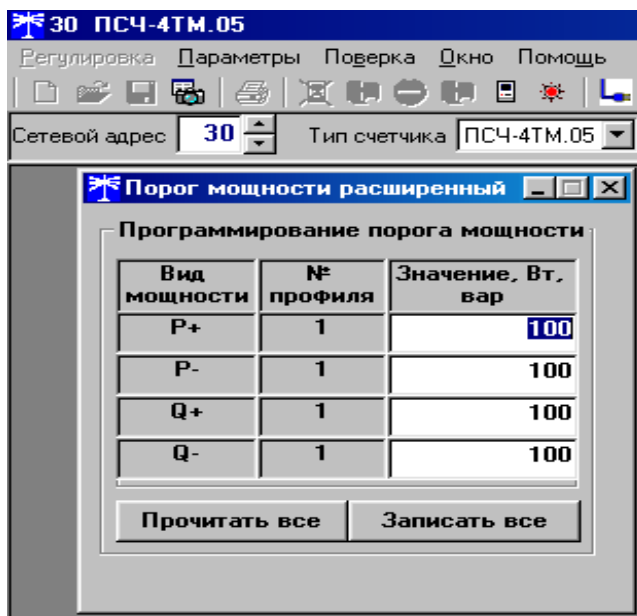 30 ПСЧ-4ТМ.05
Регулировка Параметры Поверка Окно Помощь
Сетевой адрес 30 Тип счетчика ПСЧ-4ТМ.05
Порог мощности расширенный
Программирование порога мощности
Вид мощности № профиля Значение, Вт, вар
P+ 1 100
P- 1 100
Q+ 1 100
Q- 1 100
Прочитать все Записать все